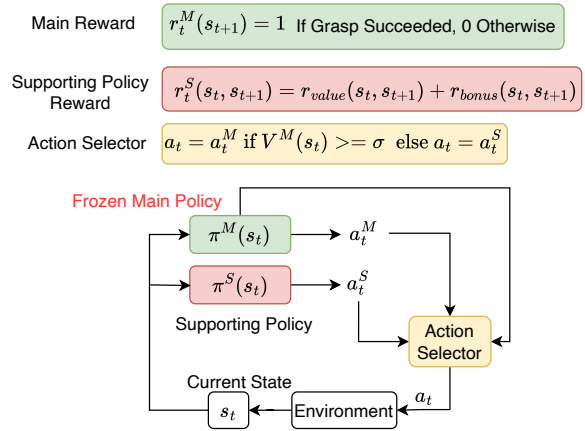 Main Reward r_t^M(s_{t+1}) = 1 If Grasp Succeeded, 0 Otherwise
Supporting Policy Reward r_t^S(s_t, s_{t+1}) = r_{value}(s_t, s_{t+1}) + r_{bonus}(s_t, s_{t+1})
Action Selector a_t = a_t^M if V^M(s_t) >= σ else a_t = a_t^S
Frozen Main Policy
π^M(s_t) a_t^M
π^S(s_t) a_t^S
Supporting Policy
Action
Selector
Current State
s_t Environment a_t